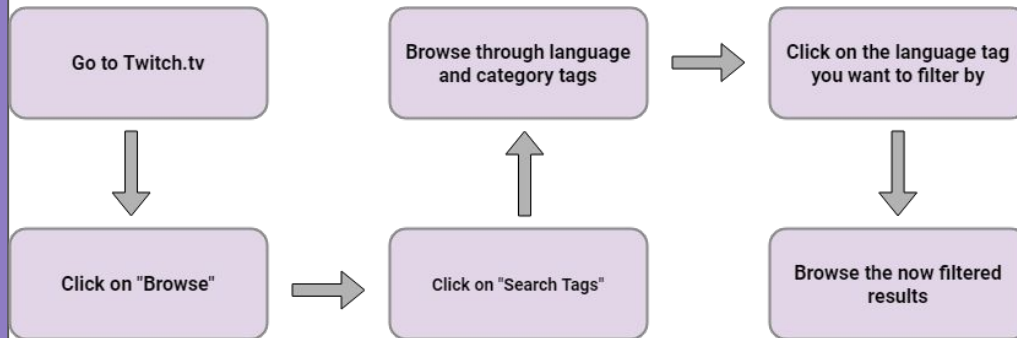 Go to Twitch.tv
Click on "Browse"
Click on "Search Tags"
Browse through language
and category tags
Click on the language tag
you want to filter by
Browse the now filtered
results